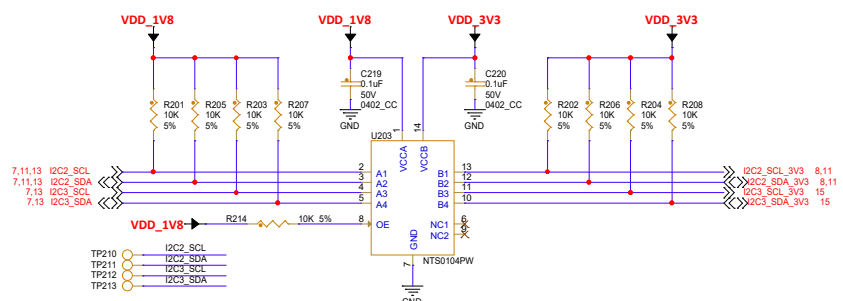 VDD_1V8 VDD_1V8 VDD_3V3 VDD_3V3
C219 0.1uF 50V 0402_CC GND
C220 0.1uF 50V 0402_CC GND
R201 10K 5%
R205 10K 5%
R203 10K 5%
R207 10K 5%
R202 10K 5%
R206 10K 5%
R204 10K 5%
R208 10K 5%
U203
1 14
VCCA VCCB
7,11,13 I2C2_SCL 2 A1 B1 13 I2C2_SCL_3V3 8,11
7,11,13 I2C2_SDA 3 A2 B2 12 I2C2_SDA_3V3 8,11
7,13 I2C3_SCL 4 A3 B3 11 I2C3_SCL_3V3 15
7,13 I2C3_SDA 5 A4 B4 10 I2C3_SDA_3V3 15
VDD_1V8 R214 10K 5% 8 OE NC1 6
NC2 9
GND
7 NTS0104PW
GND
TP210 I2C2_SCL
TP211 I2C2_SDA
TP212 I2C3_SCL
TP213 I2C3_SDA